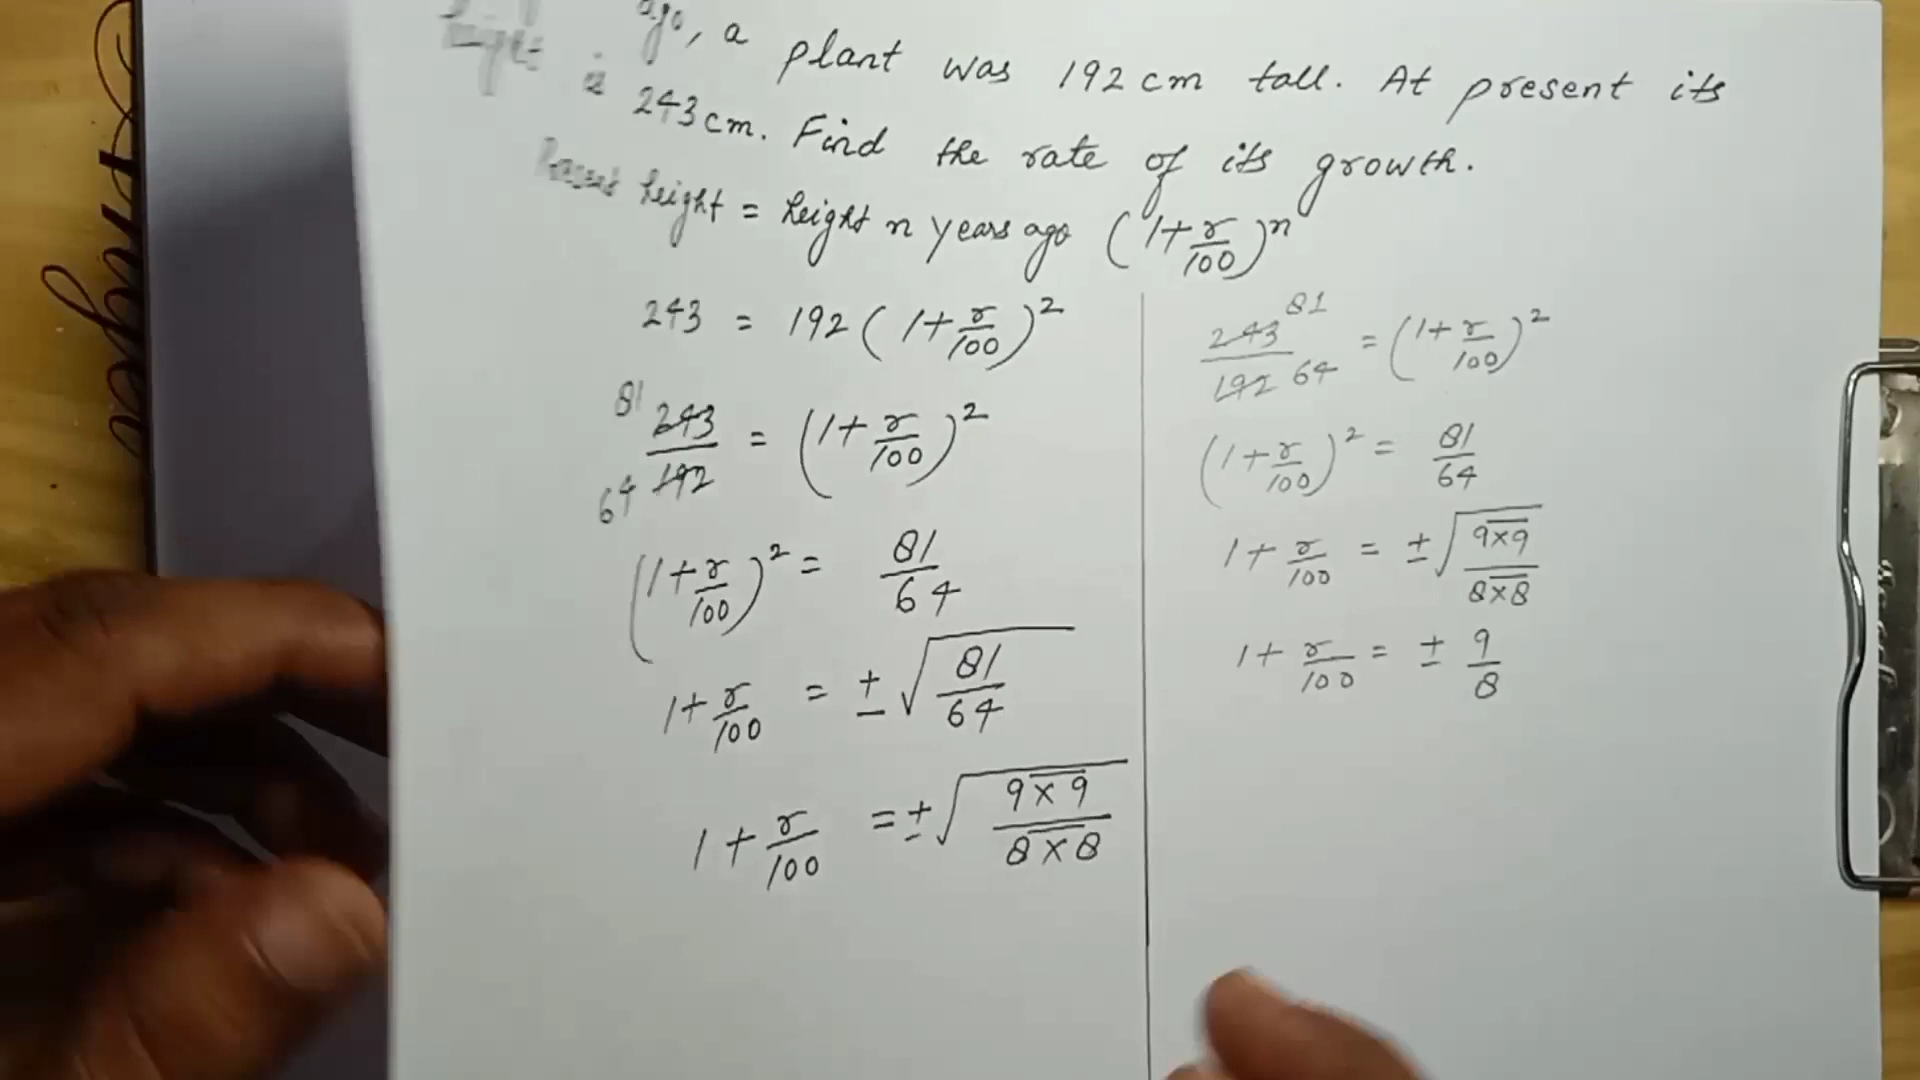 ago, a plant was 192 cm tall. At present its
height is 243 cm. Find the rate of its growth.
Present height = height n years ago (1 + r/100)^n
243 = 192 (1 + r/100)^2
81 243/192 64 = (1 + r/100)^2
(1 + r/100)^2 = 81/64
1 + r/100 = ± √(81/64)
1 + r/100 = ± √(9×9/8×8)
243/192 81 64 = (1 + r/100)^2
(1 + r/100)^2 = 81/64
1 + r/100 = ± √(9×9/8×8)
1 + r/100 = ± 9/8